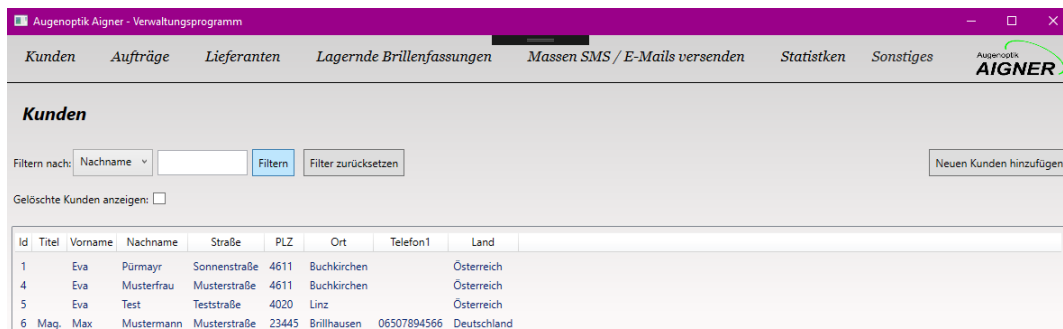 Augenoptik Aigner - Verwaltungsprogramm
Kunden Aufträge Lieferanten Lagernde Brillenfassungen Massen SMS / E-Mails versenden Statistken Sonstiges
Augenoptik
AIGNER
Kunden
Filtern nach: Nachname Filtern Filter zurücksetzen Neuen Kunden hinzufügen
Gelöschte Kunden anzeigen:
Id Titel Vorname Nachname Straße PLZ Ort Telefon1 Land
1 Eva Pürmayr Sonnenstraße 4611 Buchkirchen Österreich
4 Eva Musterfrau Musterstraße 4611 Buchkirchen Österreich
5 Eva Test Teststraße 4020 Linz Österreich
6 Mag. Max Mustermann Musterstraße 23445 Brillhausen 06507894566 Deutschland